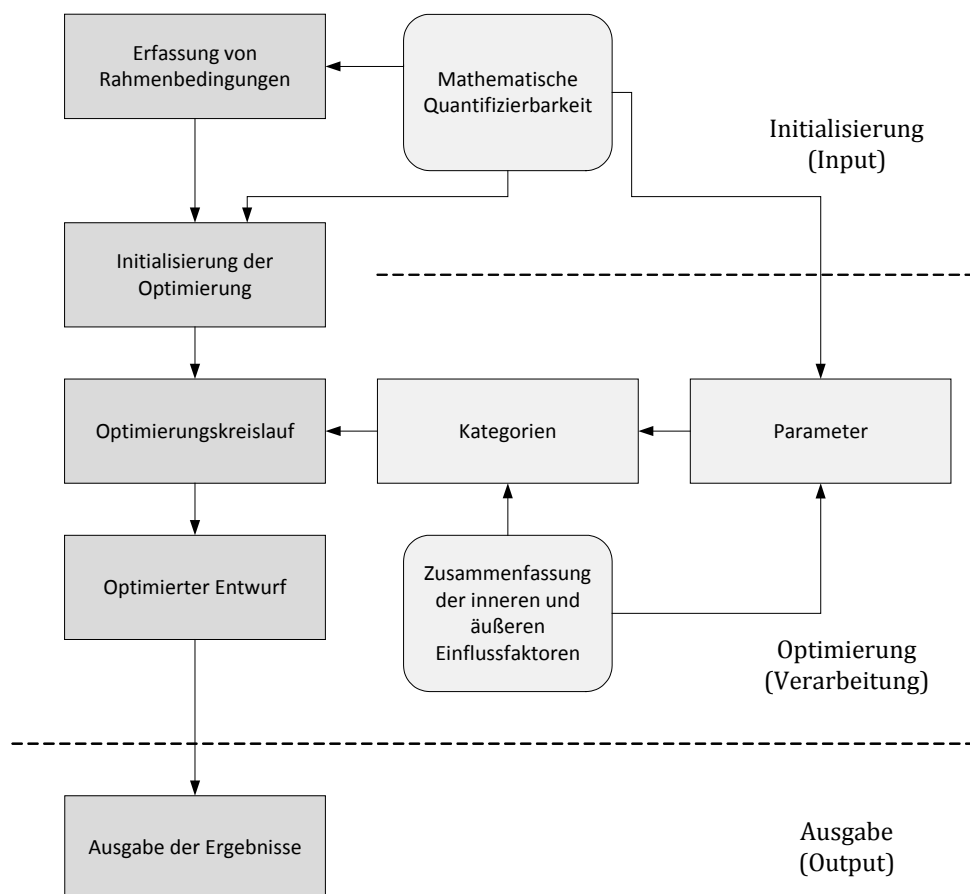 Erfassung von
Rahmenbedingungen
Mathematische
Quantifizierbarkeit
Initialisierung
(Input)
Initialisierung der
Optimierung
Optimierungskreislauf
Kategorien
Parameter
Optimierter Entwurf
Zusammenfassung
der inneren und
äußeren
Einflussfaktoren
Optimierung
(Verarbeitung)
Ausgabe der Ergebnisse
Ausgabe
(Output)